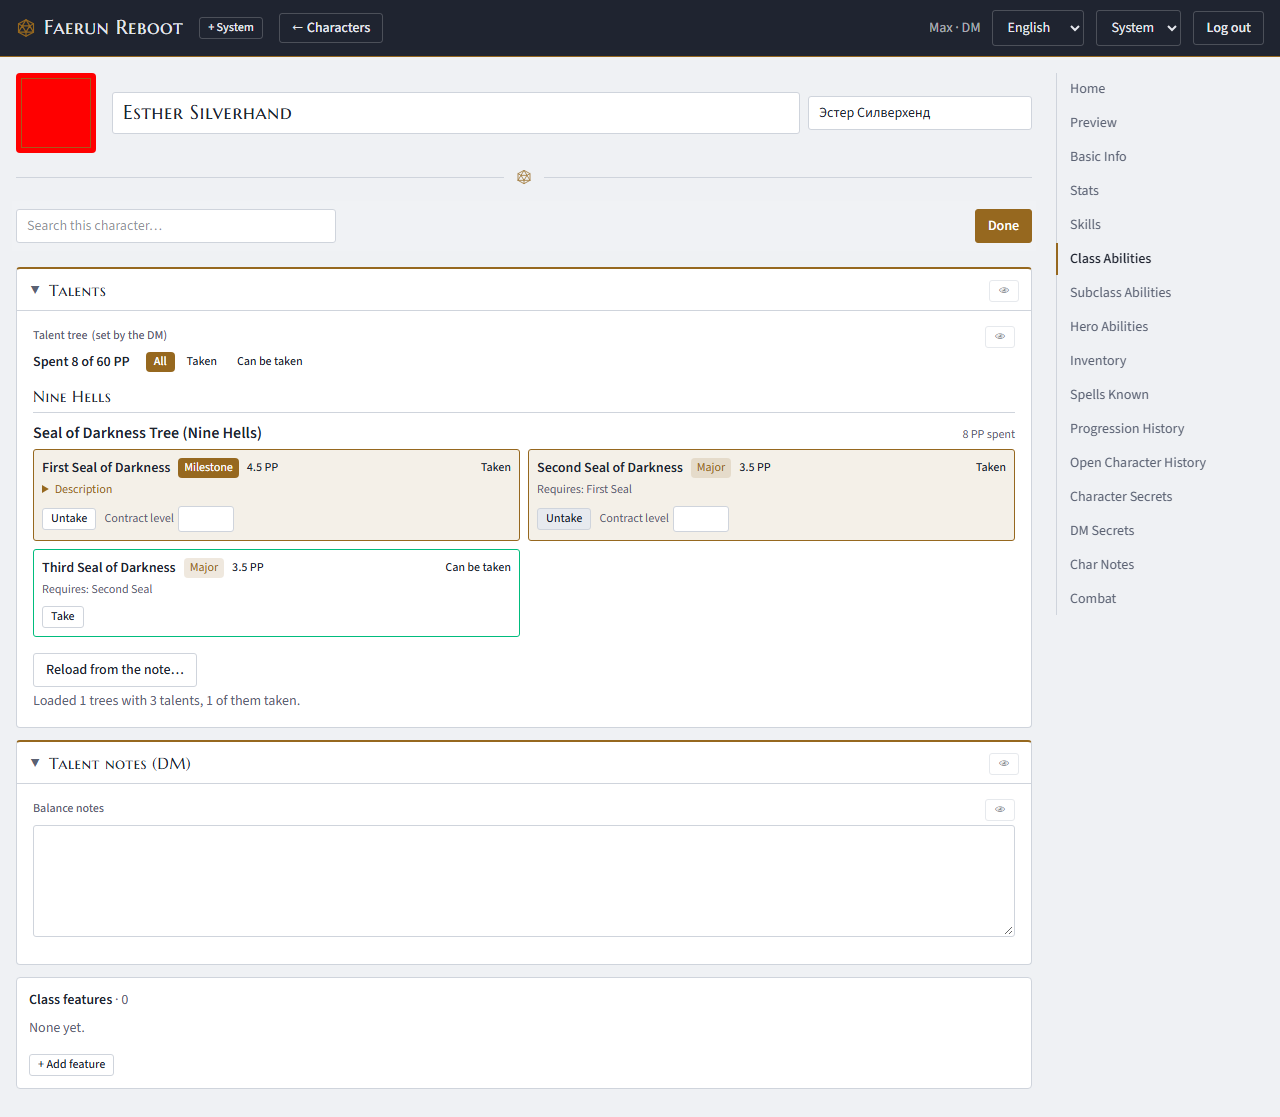 Faerun Reboot
+ System
← Characters
Max · DM
English
System
Log out
Esther Silverhand
Эстер Силверхенд
Search this character…
Done
Talents
Talent tree (set by the DM)
Spent 8 of 60 PP
All
Taken
Can be taken
Nine Hells
Seal of Darkness Tree (Nine Hells)
8 PP spent
First Seal of Darkness Milestone 4.5 PP Taken
Description
Untake Contract level
Second Seal of Darkness Major 3.5 PP Taken
Requires: First Seal
Untake Contract level
Third Seal of Darkness Major 3.5 PP Can be taken
Requires: Second Seal
Take
Reload from the note…
Loaded 1 trees with 3 talents, 1 of them taken.
Talent notes (DM)
Balance notes
Class features · 0
None yet.
+ Add feature
Home
Preview
Basic Info
Stats
Skills
Class Abilities
Subclass Abilities
Hero Abilities
Inventory
Spells Known
Progression History
Open Character History
Character Secrets
DM Secrets
Char Notes
Combat